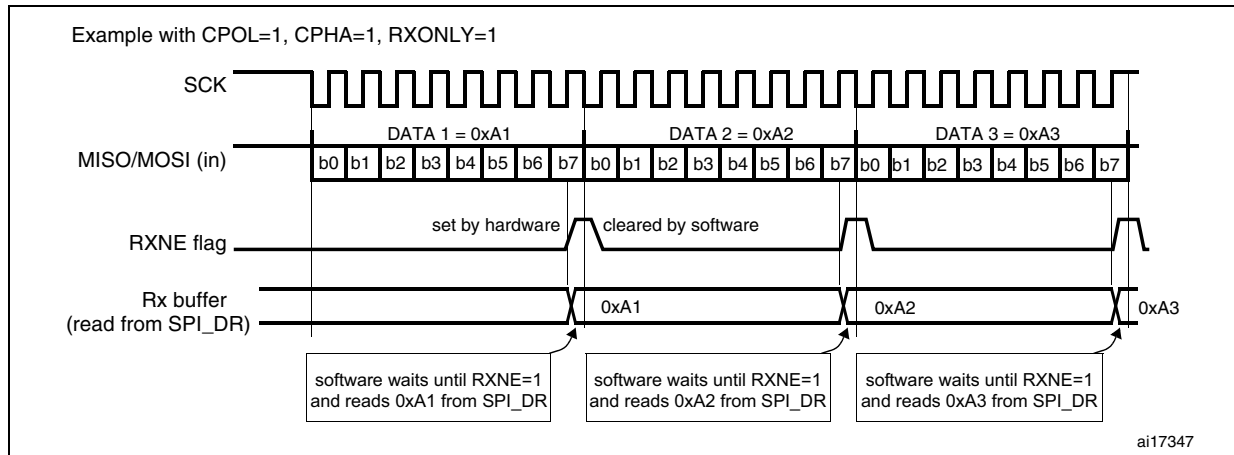 Example with CPOL=1, CPHA=1, RXONLY=1
SCK
DATA 1 = 0xA1 DATA 2 = 0xA2 DATA 3 = 0xA3
MISO/MOSI (in)
b0 b1 b2 b3 b4 b5 b6 b7 b0 b1 b2 b3 b4 b5 b6 b7 b0 b1 b2 b3 b4 b5 b6 b7
set by hardware cleared by software
RXNE flag
Rx buffer
(read from SPI_DR)
0xA1 0xA2 0xA3
software waits until RXNE=1
and reads 0xA1 from SPI_DR
software waits until RXNE=1
and reads 0xA2 from SPI_DR
software waits until RXNE=1
and reads 0xA3 from SPI_DR
ai17347